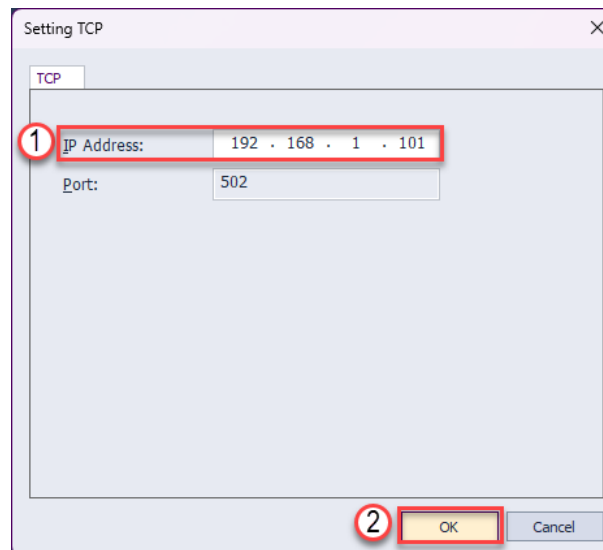 Setting TCP
TCP
1 IP Address: 192 . 168 . 1 . 101
Port: 502
2 OK Cancel